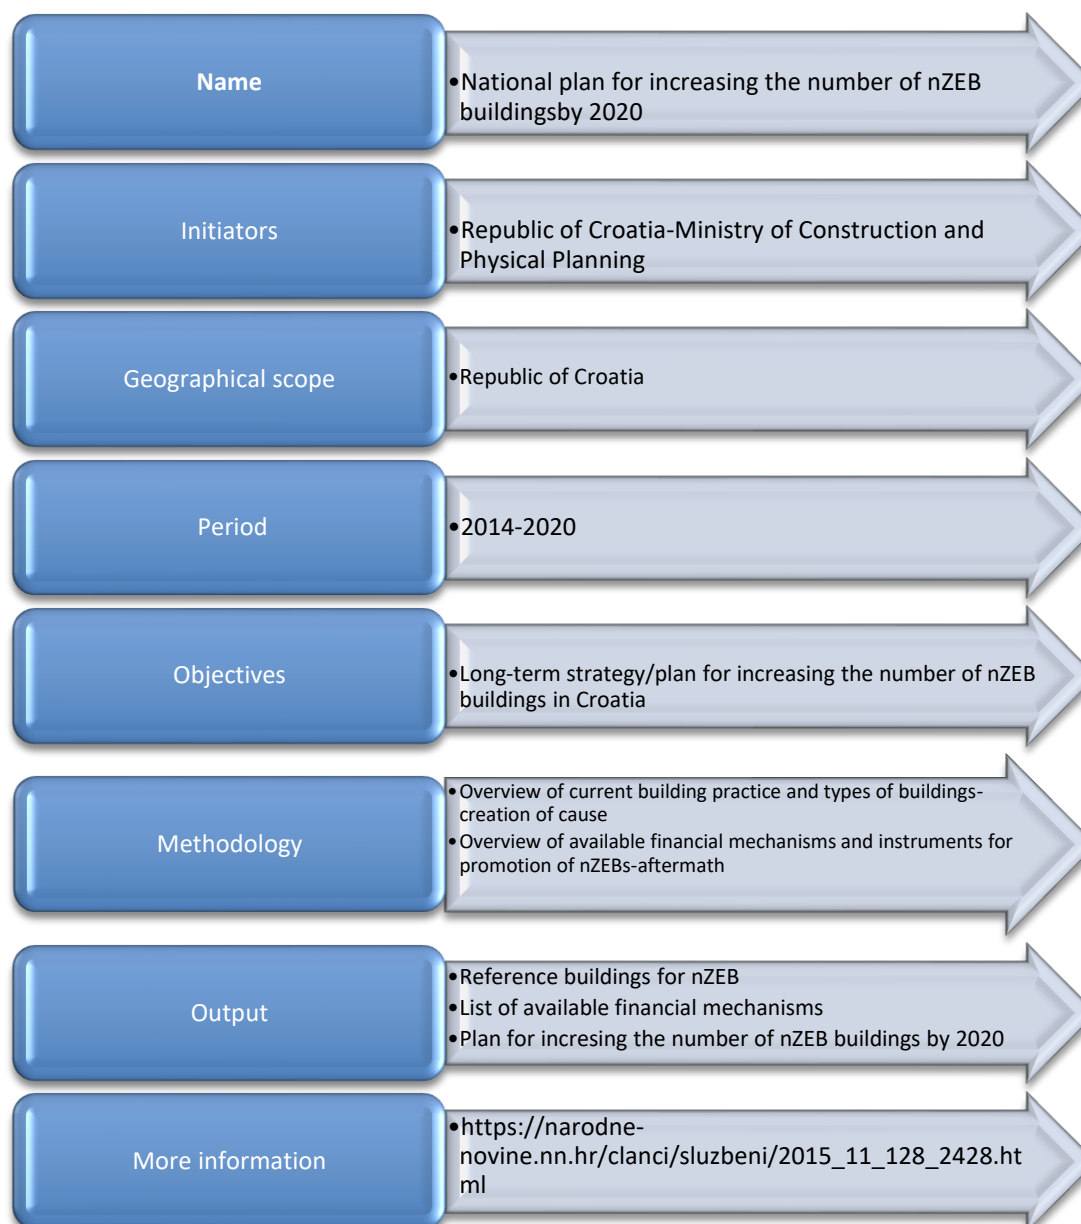 Name
•National plan for increasing the number of nZEB
buildingsby 2020
Initiators
•Republic of Croatia-Ministry of Construction and
Physical Planning
Geographical scope
•Republic of Croatia
Period
•2014-2020
Objectives
•Long-term strategy/plan for increasing the number of nZEB
buildings in Croatia
Methodology
•Overview of current building practice and types of buildings-
creation of cause
•Overview of available financial mechanisms and instruments for
promotion of nZEBs-aftermath
Output
•Reference buildings for nZEB
•List of available financial mechanisms
•Plan for incresing the number of nZEB buildings by 2020
More information
•https://narodne-
novine.nn.hr/clanci/sluzbeni/2015_11_128_2428.ht
ml